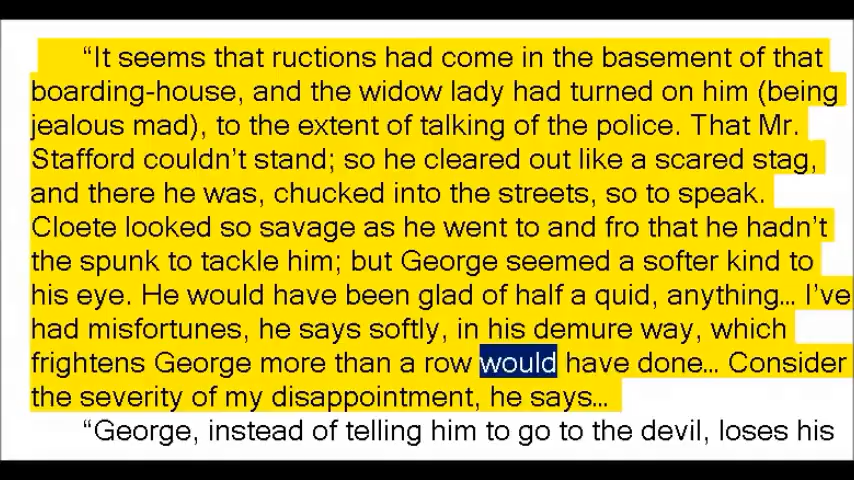 “It seems that ructions had come in the basement of that
boarding-house, and the widow lady had turned on him (being
jealous mad), to the extent of talking of the police. That Mr.
Stafford couldn’t stand; so he cleared out like a scared stag,
and there he was, chucked into the streets, so to speak.
Cloete looked so savage as he went to and fro that he hadn’t
the spunk to tackle him; but George seemed a softer kind to
his eye. He would have been glad of half a quid, anything… I’ve
had misfortunes, he says softly, in his demure way, which
frightens George more than a row would have done… Consider
the severity of my disappointment, he says…
“George, instead of telling him to go to the devil, loses his